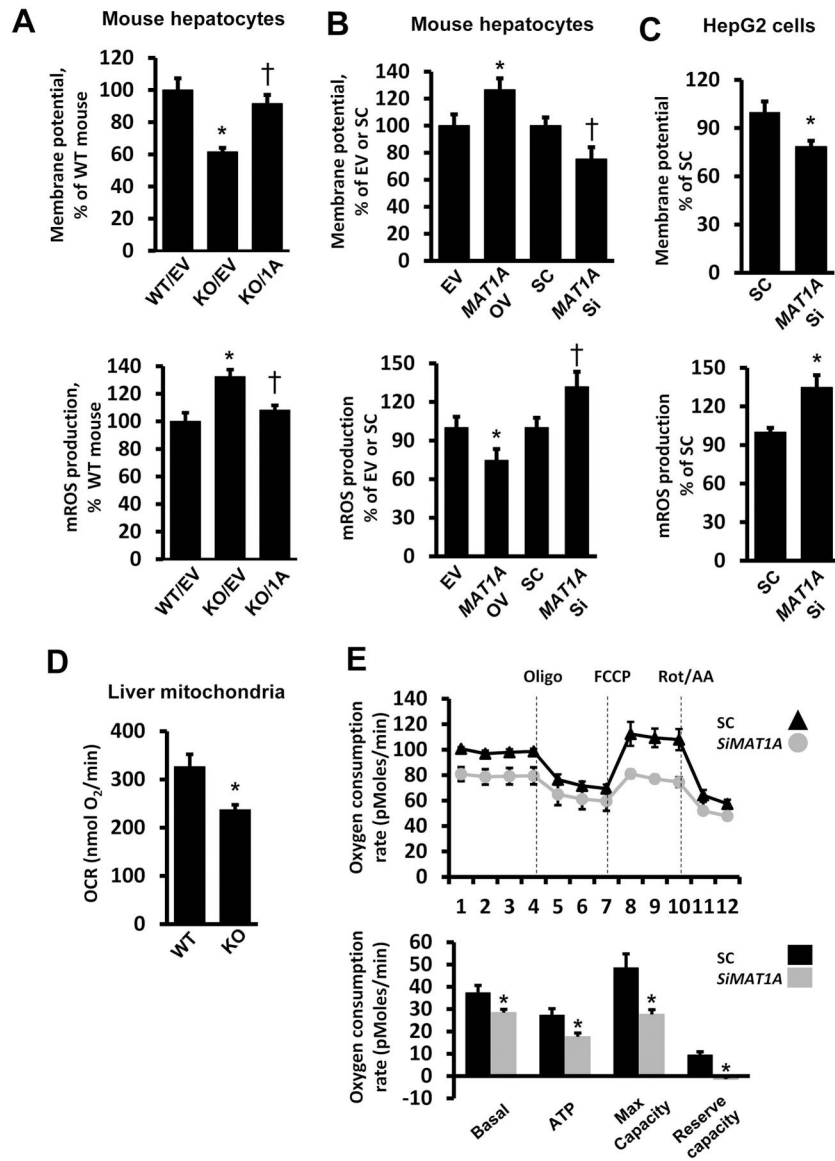 A
Mouse hepatocytes
Membrane potential,
% of WT mouse
120
100
80
60
40
20
0
*
†
WT/EV
KO/EV
KO/1A
mROS production,
% WT mouse
140
120
100
80
60
40
20
0
*
†
WT/EV
KO/EV
KO/1A
B
Mouse hepatocytes
Membrane potential,
% of EV or SC
140
120
100
80
60
40
20
0
*
†
EV
MAT1A
OV
SC
MAT1A
Si
mROS production
% of EV or SC
150
120
90
60
30
0
*
†
EV
MAT1A
OV
SC
MAT1A
Si
C
HepG2 cells
Membrane potential
% of SC
120
90
60
30
0
*
SC
MAT1A
Si
mROS production
% of SC
150
120
90
60
30
0
*
SC
MAT1A
Si
D
Liver mitochondria
OCR (nmol O₂/min)
400
300
200
100
0
*
WT
KO
E
Oligo
FCCP
Rot/AA
Oxygen consumption
rate (pMoles/min)
140
120
100
80
60
40
20
0
SC
SiMAT1A
1 2 3 4 5 6 7 8 9 10 11 12
Oxygen consumption
rate (pMoles/min)
60
50
40
30
20
10
0
-10
SC
SiMAT1A
*
*
*
*
Basal
ATP
Max
Capacity
Reserve
capacity